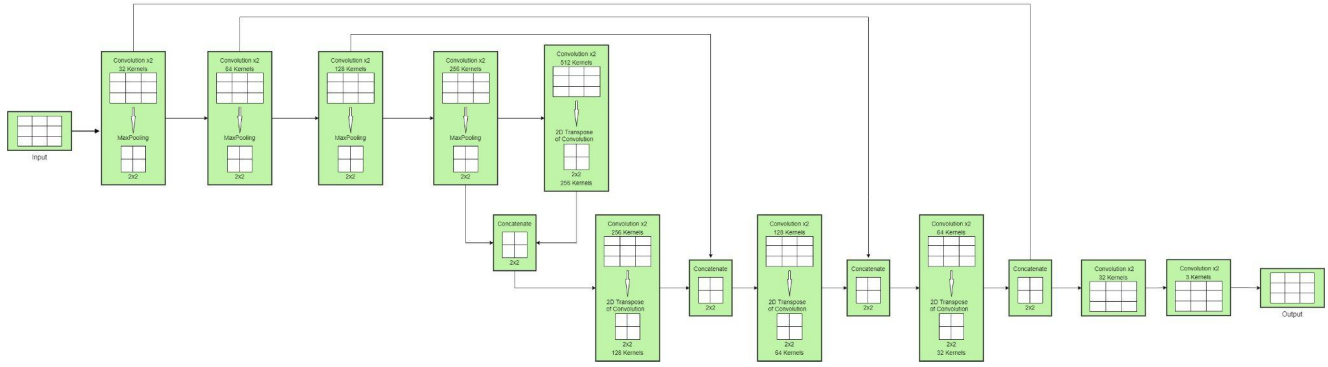 Input
Convolution x2
32 Kernels
MaxPooling
2x2
Convolution x2
64 Kernels
MaxPooling
2x2
Convolution x2
128 Kernels
MaxPooling
2x2
Convolution x2
256 Kernels
MaxPooling
2x2
Convolution x2
512 Kernels
2D Transpose
of Convolution
2x2
256 Kernels
Concatenate
2x2
Convolution x2
256 Kernels
2D Transpose
of Convolution
2x2
128 Kernels
Concatenate
2x2
Convolution x2
128 Kernels
2D Transpose
of Convolution
2x2
64 Kernels
Concatenate
2x2
Convolution x2
64 Kernels
2D Transpose
of Convolution
2x2
32 Kernels
Concatenate
2x2
Convolution x2
32 Kernels
Convolution x2
3 Kernels
Output